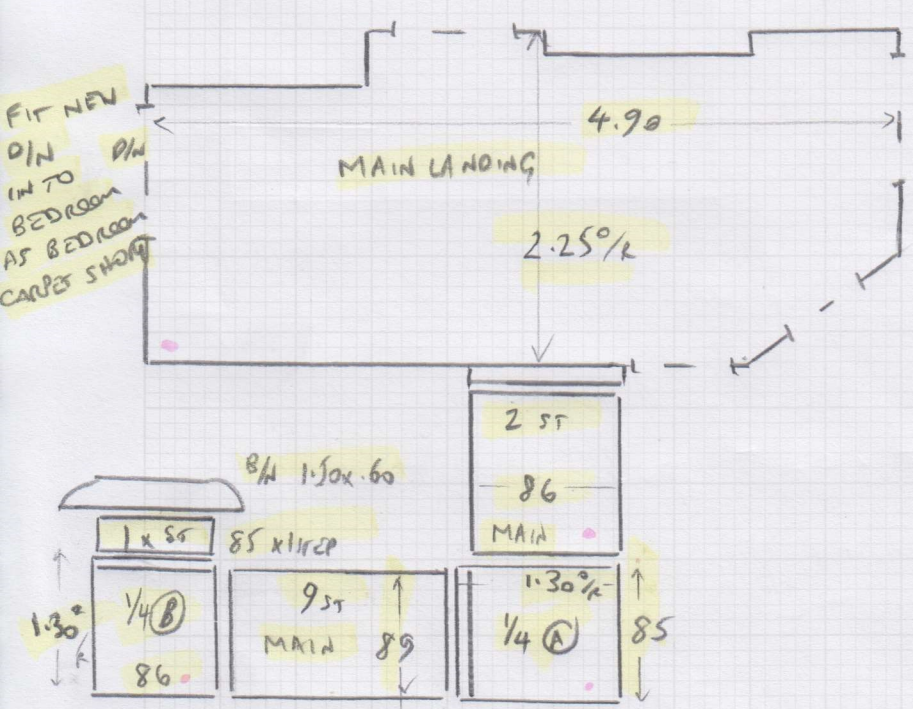 FIT NEW
D/N
D/N
IN TO
BEDROOM
AS BEDROOM
CARPET SHORT
4.90
MAIN LANDING
2.25 O/R
2 ST
86
MAIN
B/N 1.50x.60
1 x ST
85 x 1 STEP
1.30 O/R
1/4 B
86
9 ST
MAIN
89
1.30 O/R
1/4 A
85